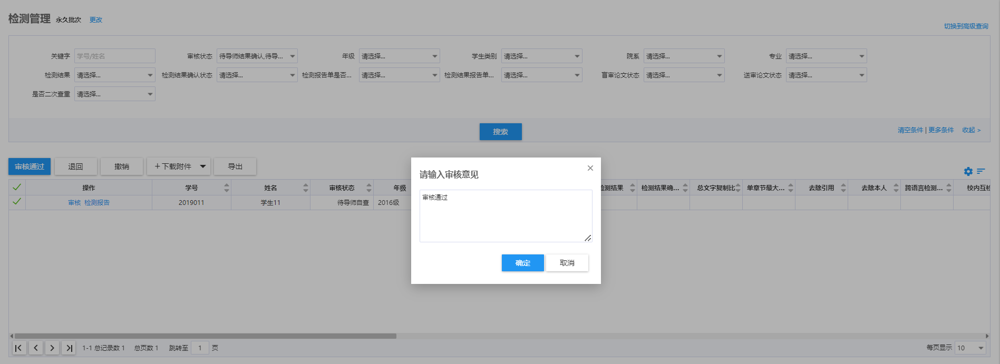 检测管理 永久批次 更改
切换到高级查询
关键字 学号/姓名 审核状态 待导师结果确认,待导... 年级 请选择... 学生类别 请选择... 院系 请选择... 专业 请选择...
检测结果 请选择... 检测结果确认状态 请选择... 检测报告单是否... 请选择... 检测结果报告单... 请选择... 盲审论文状态 请选择... 送审论文状态 请选择...
是否二次查重 请选择...
搜索 清空条件 | 更多条件 收起 >
审核通过 退回 撤销 +下载附件 导出
请输入审核意见
操作 学号 姓名 审核状态 年级 检测结果 检测结果确... 总文字复制比 单章节最大... 去除引用 去除本人 跨语言检测... 校内互检
审核 检测报告 2019011 学生11 待导师自查 2016级
审核通过
确定 取消
1-1 总记录数 1 总页数 1 跳转至 1 页 每页显示 10